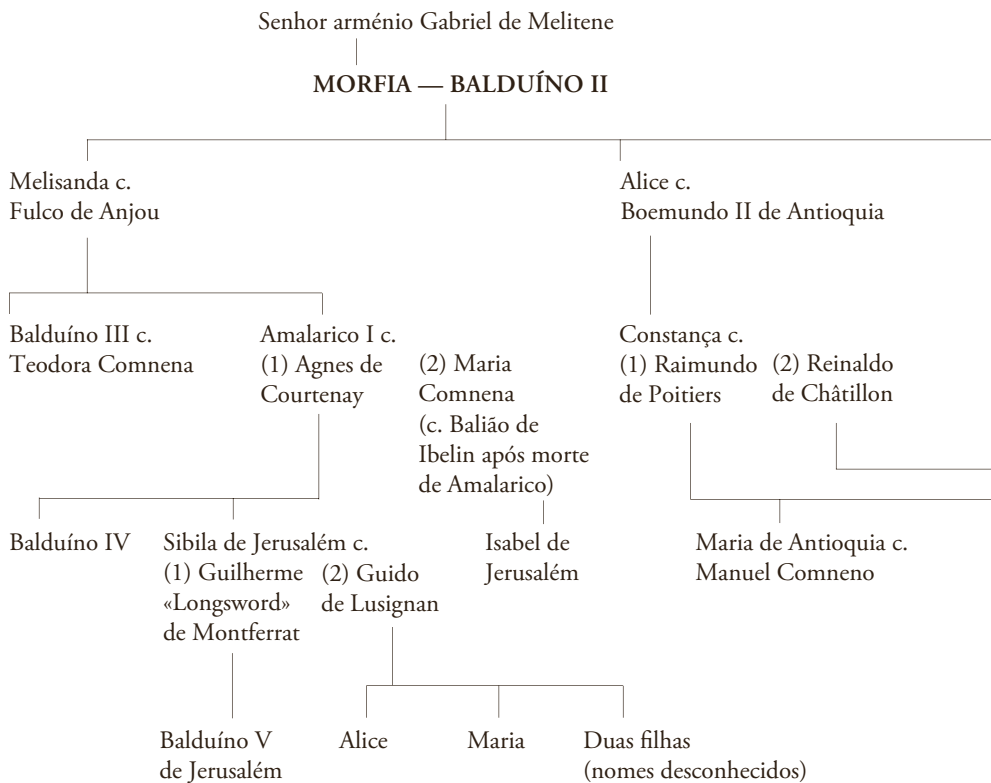 Senhor arménio Gabriel de Melitene
MORFIA — BALDUÍNO II
Melisanda c.
Fulco de Anjou
Alice c.
Boemundo II de Antioquia
Balduíno III c.
Teodora Comnena
Amalarico I c.
(1) Agnes de
Courtenay
(2) Maria
Comnena
(c. Balião de
Ibelin após morte
de Amalarico)
Constança c.
(1) Raimundo
de Poitiers
(2) Reinaldo
de Châtillon
Balduíno IV
Sibila de Jerusalém c.
(1) Guilherme
«Longsword»
de Montferrat
(2) Guido
de Lusignan
Isabel de
Jerusalém
Maria de Antioquia c.
Manuel Comneno
Balduíno V
de Jerusalém
Alice
Maria
Duas filhas
(nomes desconhecidos)